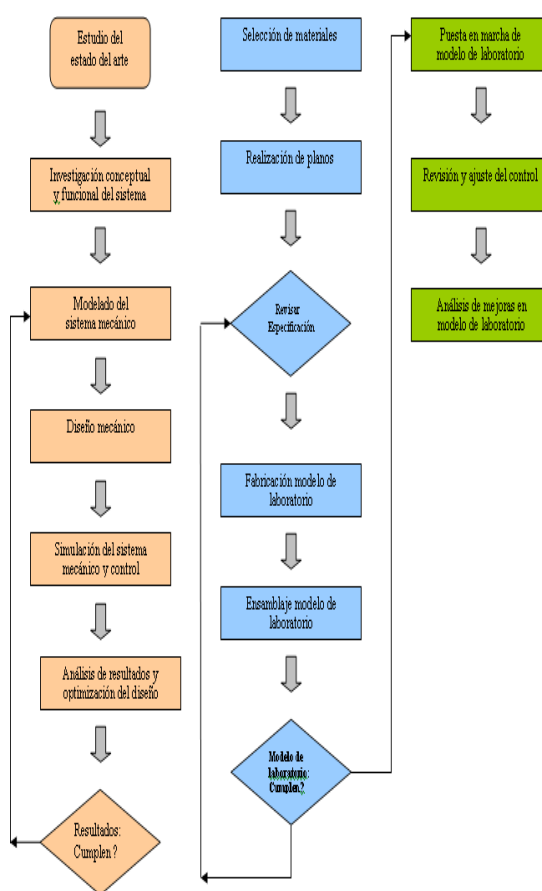 Estudio del
estado del arte
Investigación conceptual
y funcional del sistema
Modelado del
sistema mecánico
Diseño mecánico
Simulación del sistema
mecánico y control
Análisis de resultados y
optimización del diseño
Resultados:
Cumplen ?
Selección de materiales
Realización de planos
Revisar
Especificación
Fabricación modelo de
laboratorio
Ensamblaje modelo de
laboratorio
Modelo de
laboratorio:
Cumplen?
Puesta en marcha de
modelo de laboratorio
Revisión y ajuste del control
Análisis de mejoras en
modelo de laboratorio